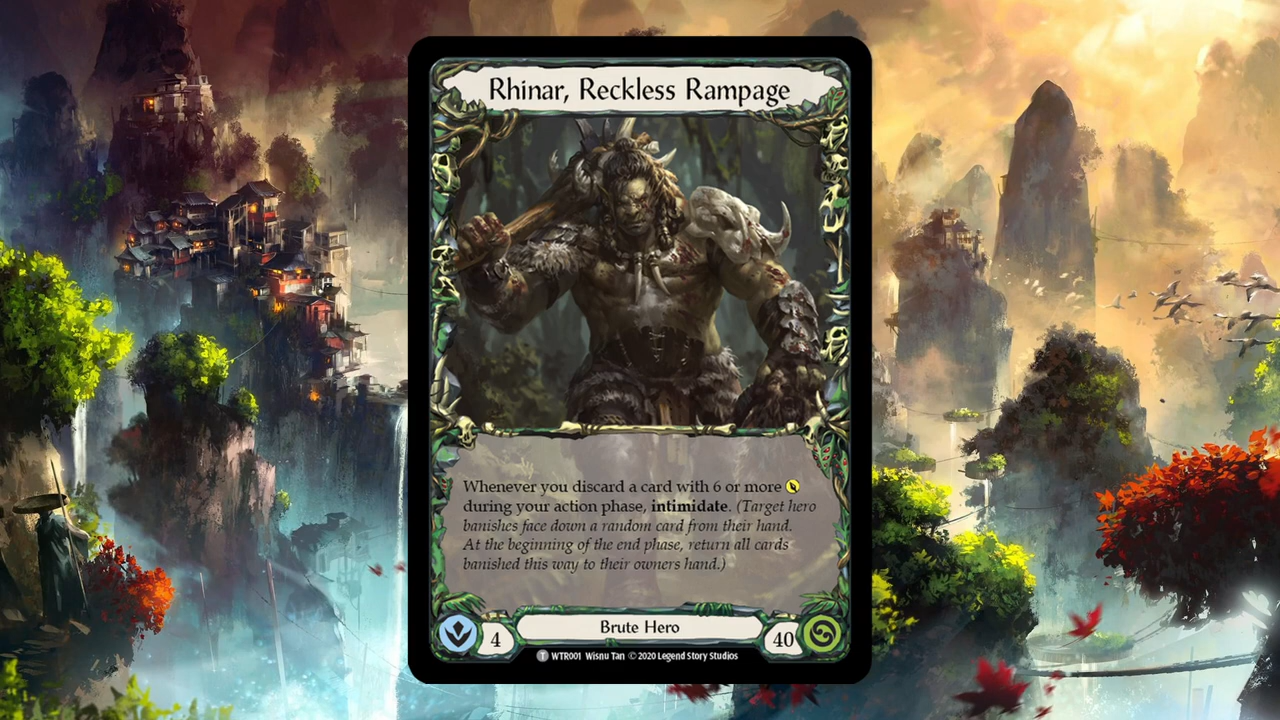 Rhinar, Reckless Rampage
Whenever you discard a card with 6 or more
during your action phase, intimidate. (Target hero
banishes face down a random card from their hand.
At the beginning of the end phase, return all cards
banished this way to their owners hand.)
4
Brute Hero
40
T WTR001 Wisnu Tan © 2020 Legend Story Studios